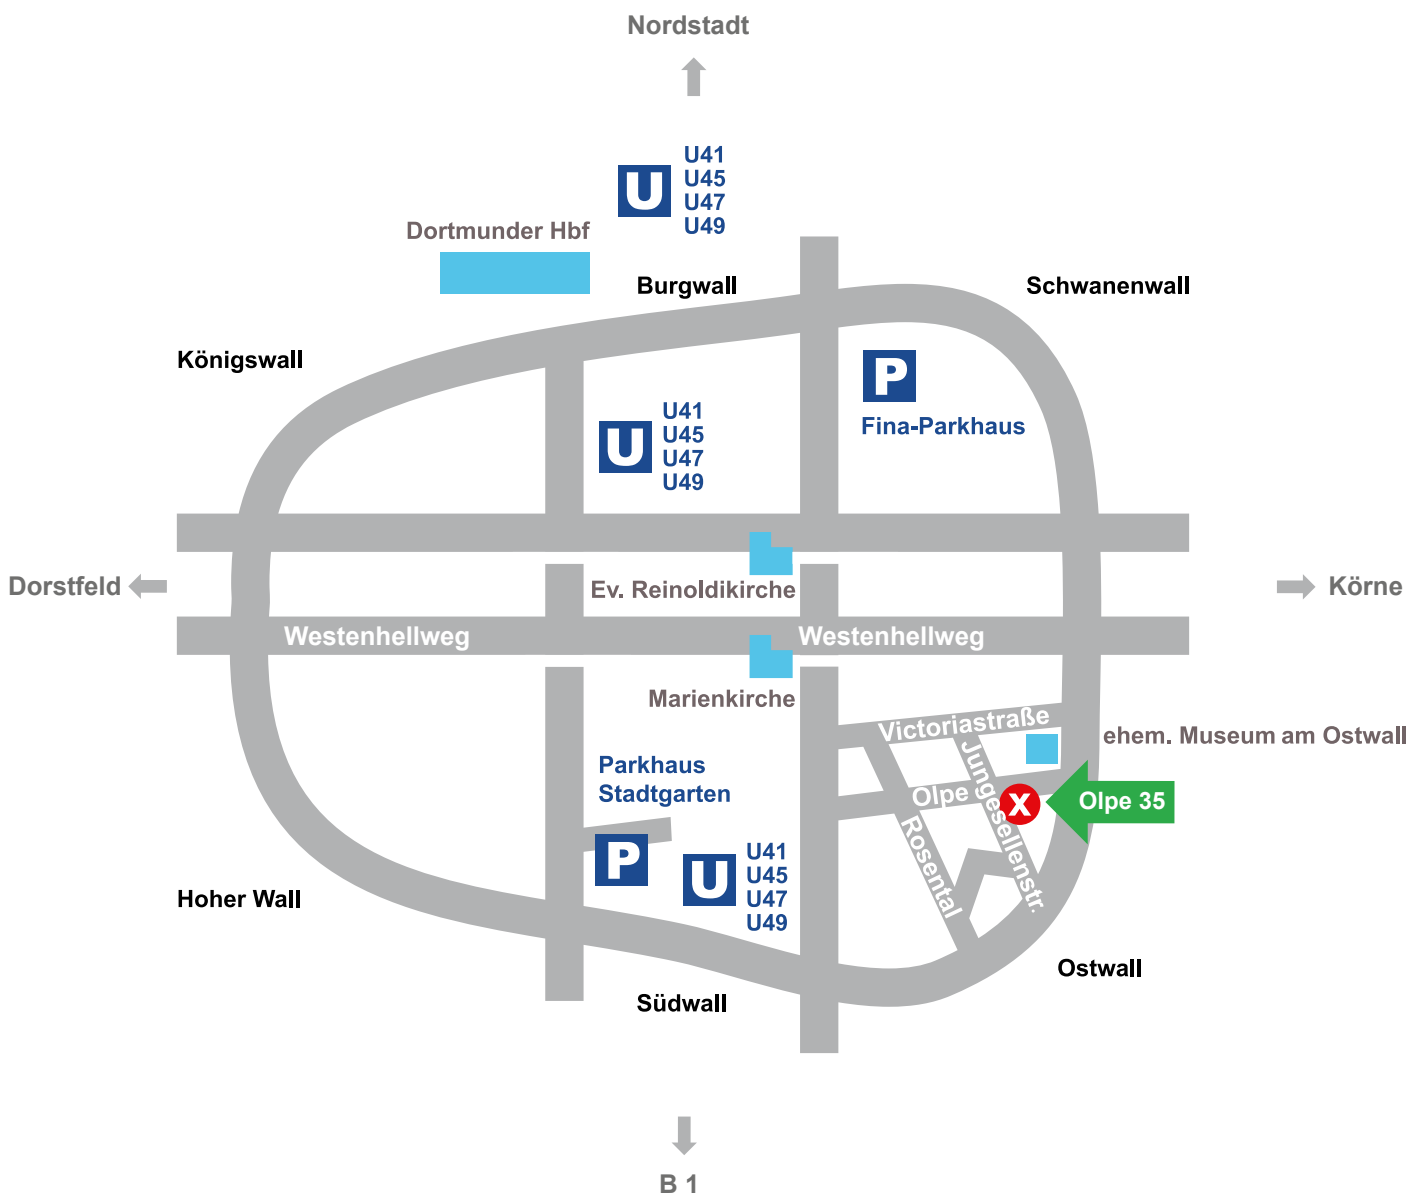 Nordstadt
U
U41
U45
U47
U49
Dortmunder Hbf
Burgwall
Schwanenwall
Königswall
P
Fina-Parkhaus
U
U41
U45
U47
U49
Dorstfeld
Ev. Reinoldikirche
Körne
Westenhellweg
Westenhellweg
Marienkirche
Victoriastraße
ehem. Museum am Ostwall
Jungesellenstr.
Parkhaus
Stadtgarten
Olpe
X
Olpe 35
Rosental
P
U
U41
U45
U47
U49
Hoher Wall
Ostwall
Südwall
B 1